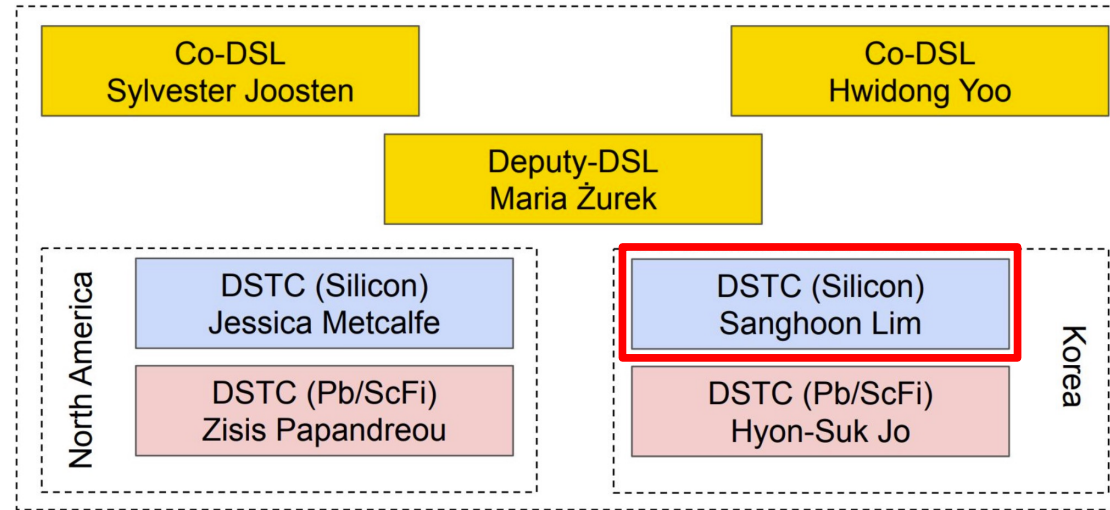 Co-DSL
Sylvester Joosten
Co-DSL
Hwidong Yoo
Deputy-DSL
Maria Żurek
North America
DSTC (Silicon)
Jessica Metcalfe
DSTC (Pb/ScFi)
Zisis Papandreou
DSTC (Silicon)
Sanghoon Lim
DSTC (Pb/ScFi)
Hyon-Suk Jo
Korea